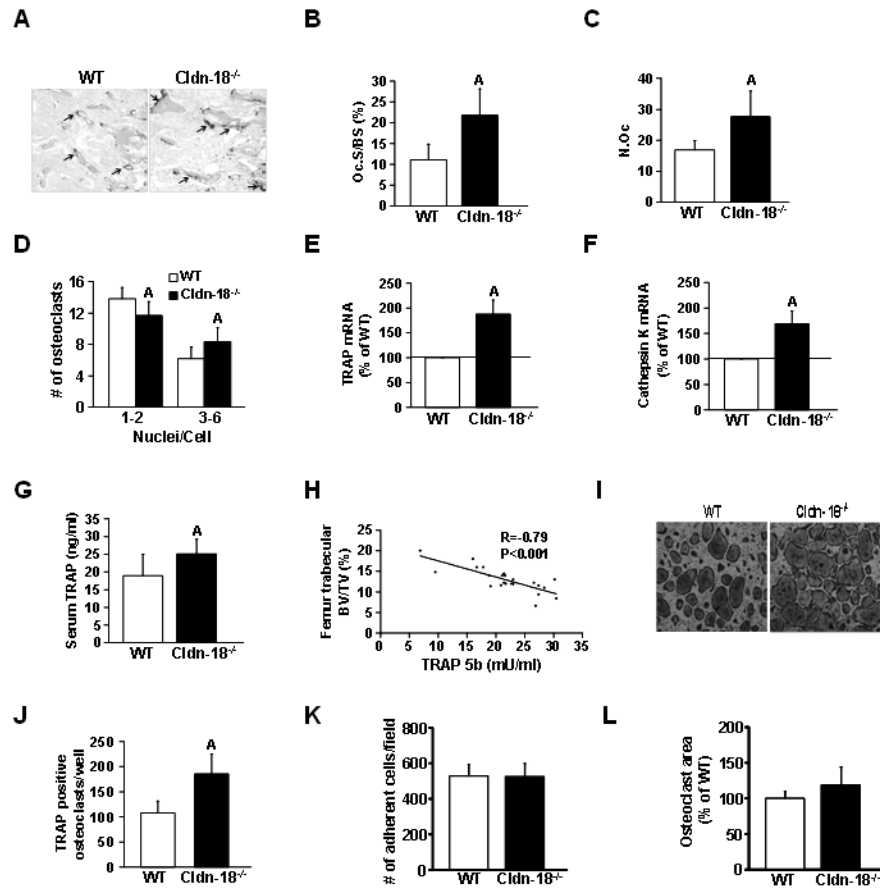 A
WT
Cldn-18-/-
B
Oc.S/BS (%)
30
25
20
15
10
5
0
A
WT
Cldn-18-/-
C
N.Oc
40
30
20
10
0
A
WT
Cldn-18-/-
D
# of osteoclasts
16
12
8
4
0
WT
Cldn-18-/-
A
A
1-2
3-6
Nuclei/Cell
E
TRAP mRNA
(% of WT)
250
200
150
100
50
0
A
WT
Cldn-18-/-
F
Cathepsin K mRNA
(% of WT)
250
200
150
100
50
0
A
WT
Cldn-18-/-
G
Serum TRAP (ng/ml)
35
30
25
20
15
10
5
0
A
WT
Cldn-18-/-
H
Femur trabecular
BV/TV (%)
25
20
15
10
5
0
R=-0.79
P<0.001
0 5 10 15 20 25 30 35
TRAP 5b (mU/ml)
I
WT
Cldn-18-/-
J
TRAP positive
osteoclasts/well
250
200
150
100
50
0
A
WT
Cldn-18-/-
K
# of adherent cells/field
800
600
400
200
0
WT
Cldn-18-/-
L
Osteoclast area
(% of WT)
200
150
100
50
0
WT
Cldn-18-/-